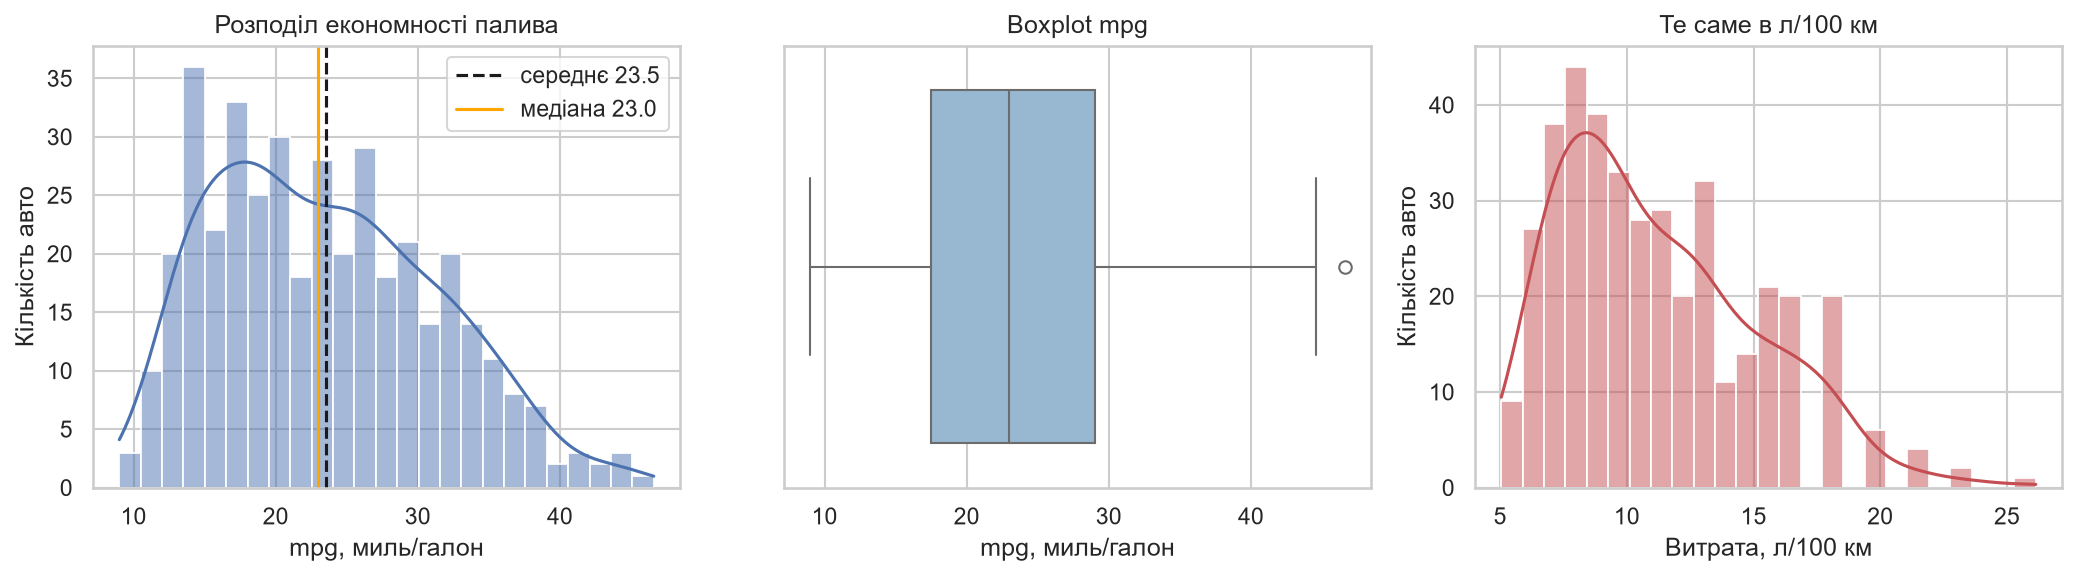 Розподіл економності палива
Кількість авто
35
30
25
20
15
10
5
0
середнє 23.5
медіана 23.0
10 20 30 40
mpg, миль/галон
Boxplot mpg
10 20 30 40
mpg, миль/галон
Те саме в л/100 км
Кількість авто
40
30
20
10
0
5 10 15 20 25
Витрата, л/100 км